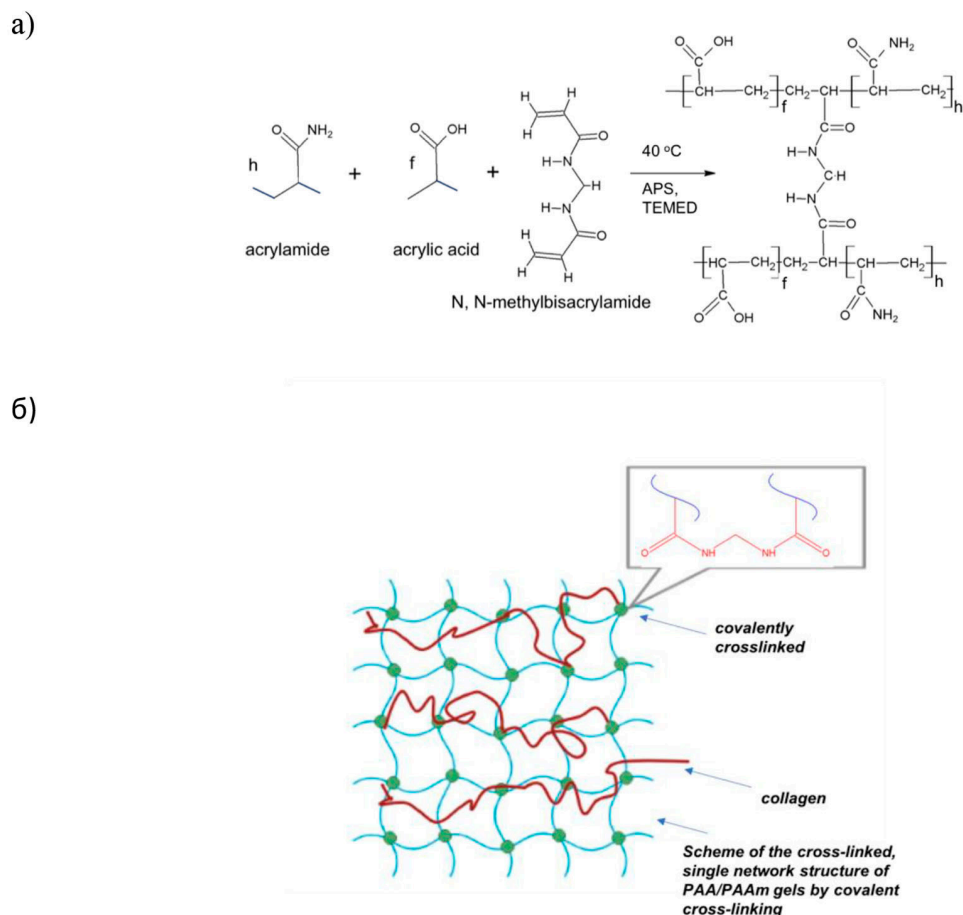 а)
O
OH
C
NH₂
O
C
CH
CH₂
f
CH₂
CH
CH
CH₂
h
C=O
H-N
CH
H-N
C=O
HC
CH₂
f
CH₂
CH
CH
CH₂
h
C
O
OH
C
O
NH₂
h
O
NH₂
+
f
O
OH
+
H
H
H
O
H-N
H
H-N
O
H
H
H
40 °C
APS,
TEMED
acrylamide
acrylic acid
N, N-methylbisacrylamide
б)
O
NH
NH
O
covalently
crosslinked
collagen
Scheme of the cross-linked,
single network structure of
PAA/PAAm gels by covalent
cross-linking